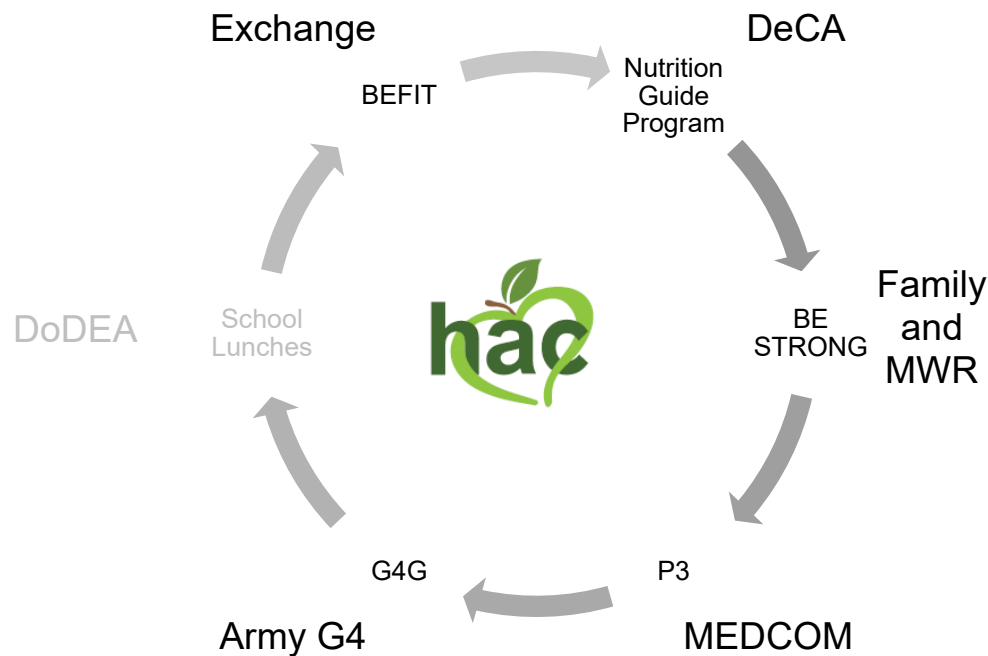 Exchange
BEFIT
DeCA
Nutrition
Guide
Program
Family
and
MWR
BE
STRONG
MEDCOM
P3
Army G4
G4G
DoDEA
School
Lunches
hac